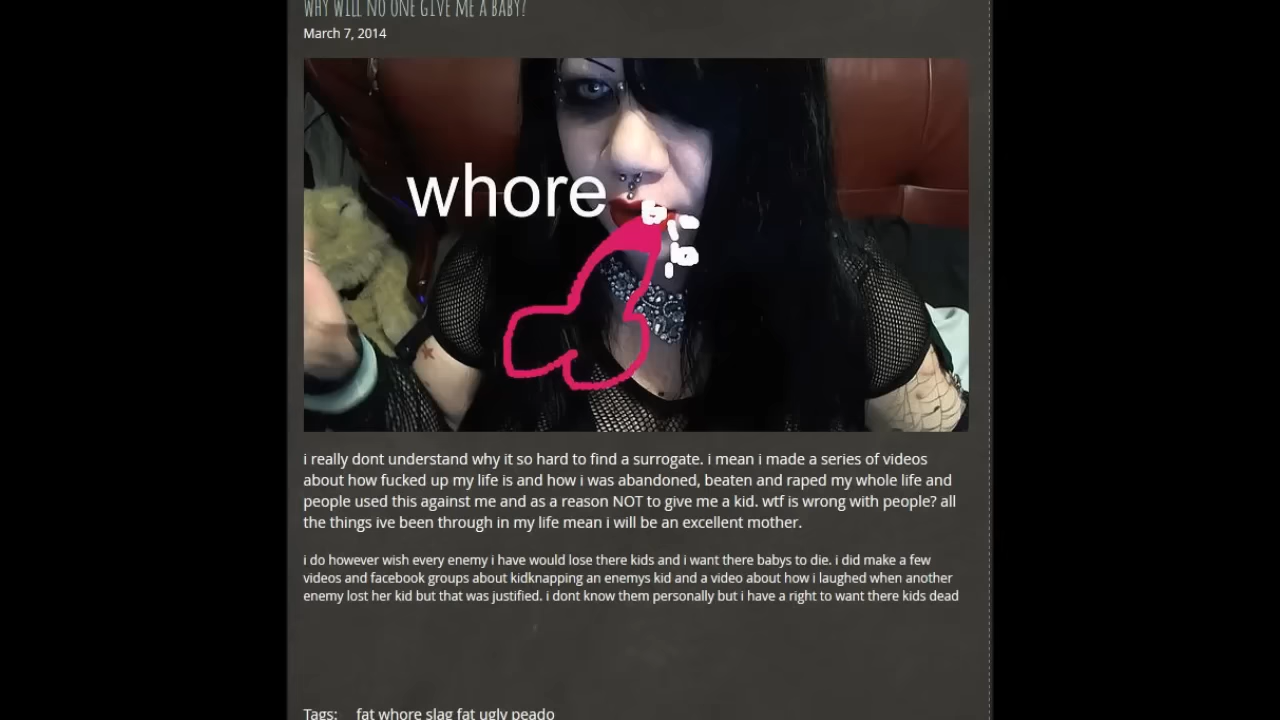 WHY WILL NO ONE GIVE ME A BABY?
March 7, 2014
whore
i really dont understand why it so hard to find a surrogate. i mean i made a series of videos
about how fucked up my life is and how i was abandoned, beaten and raped my whole life and
people used this against me and as a reason NOT to give me a kid. wtf is wrong with people? all
the things ive been through in my life mean i will be an excellent mother.
i do however wish every enemy i have would lose there kids and i want there babys to die. i did make a few
videos and facebook groups about kidknapping an enemys kid and a video about how i laughed when another
enemy lost her kid but that was justified. i dont know them personally but i have a right to want there kids dead
Tags: fat whore slag fat ugly peado